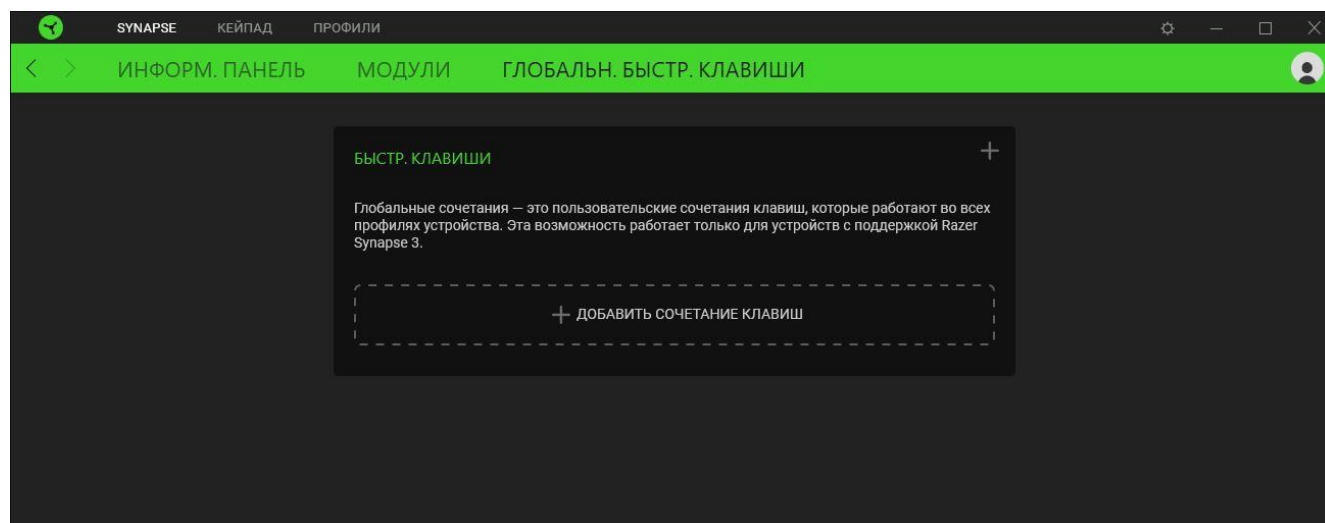 SYNAPSE КЕЙПАД ПРОФИЛИ
ИНФОРМ. ПАНЕЛЬ МОДУЛИ ГЛОБАЛЬН. БЫСТР. КЛАВИШИ
БЫСТР. КЛАВИШИ
Глобальные сочетания — это пользовательские сочетания клавиш, которые работают во всех
профилях устройства. Эта возможность работает только для устройств с поддержкой Razer
Synapse 3.
ДОБАВИТЬ СОЧЕТАНИЕ КЛАВИШ